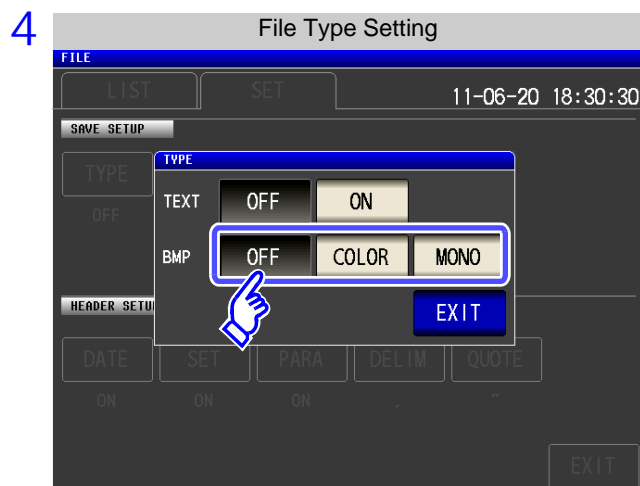 4
File Type Setting
FILE
LIST SET 11-06-20 18:30:30
SAVE SETUP
TYPE
OFF
TYPE
TEXT OFF ON
BMP OFF COLOR MONO
EXIT
HEADER SETU
DATE SET PARA DELIM QUOTE
ON ON ON , "
EXIT